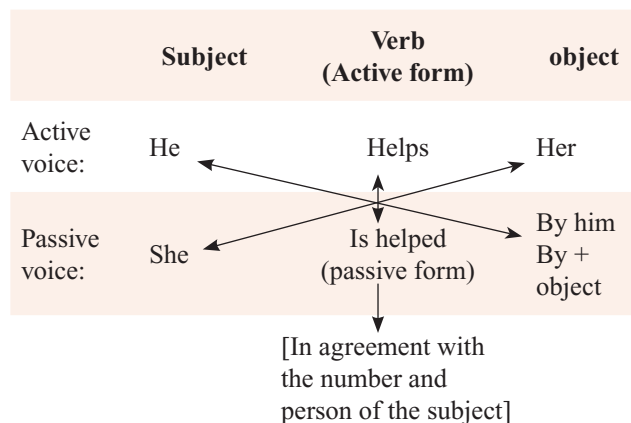 Subject Verb (Active form) object
Active voice: He Helps Her
Passive voice: She Is helped (passive form) By him By + object
[In agreement with
the number and
person of the subject]